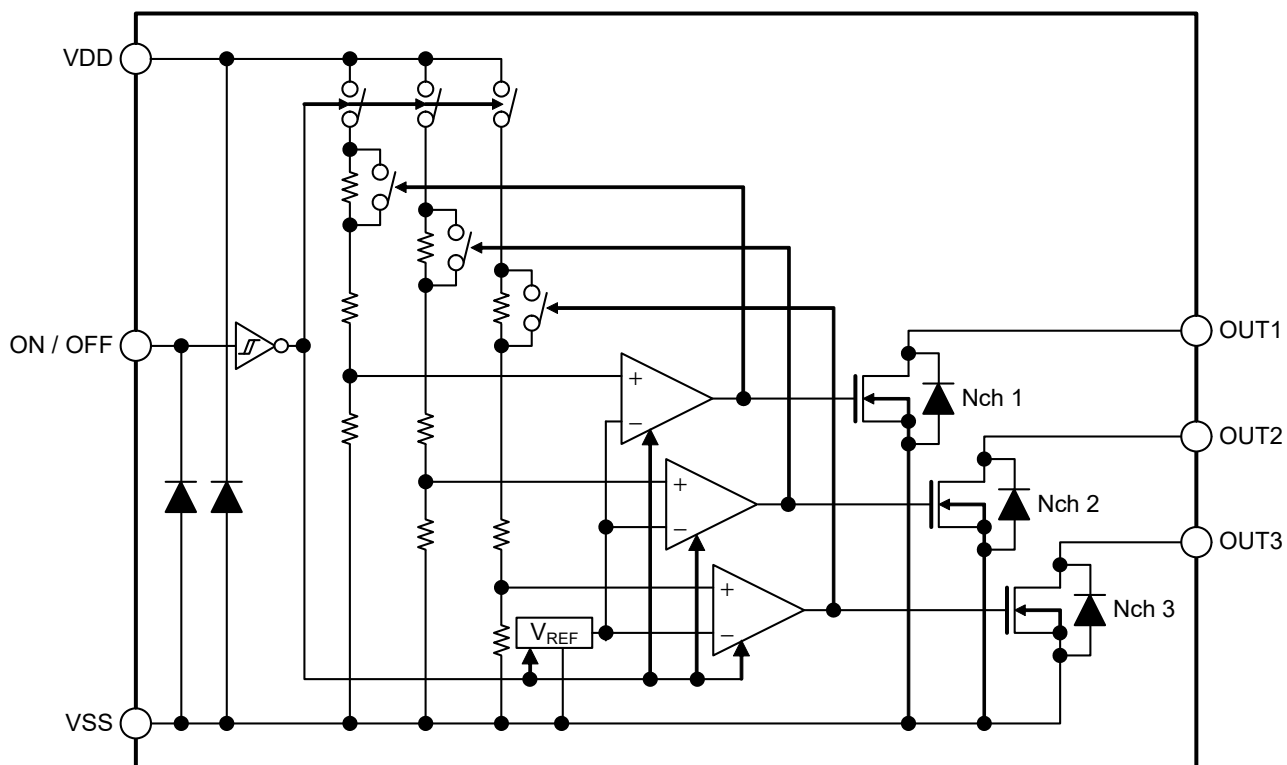 VDD
ON / OFF
OUT1
+
−
Nch 1
OUT2
+
−
Nch 2
OUT3
+
−
Nch 3
VREF
VSS